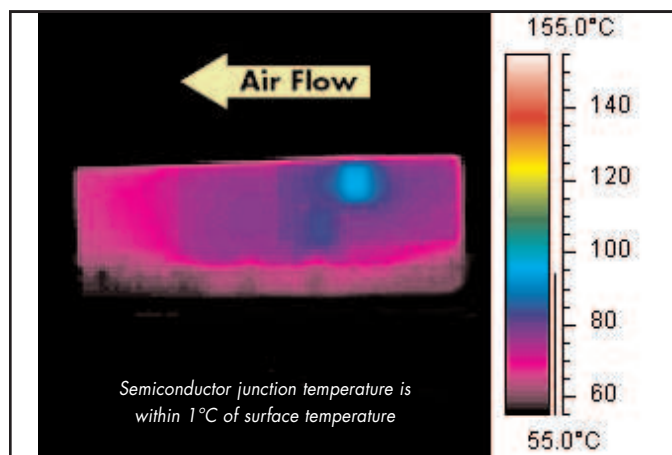 155.0°C
Air Flow
140
120
100
80
60
Semiconductor junction temperature is
within 1°C of surface temperature
55.0°C